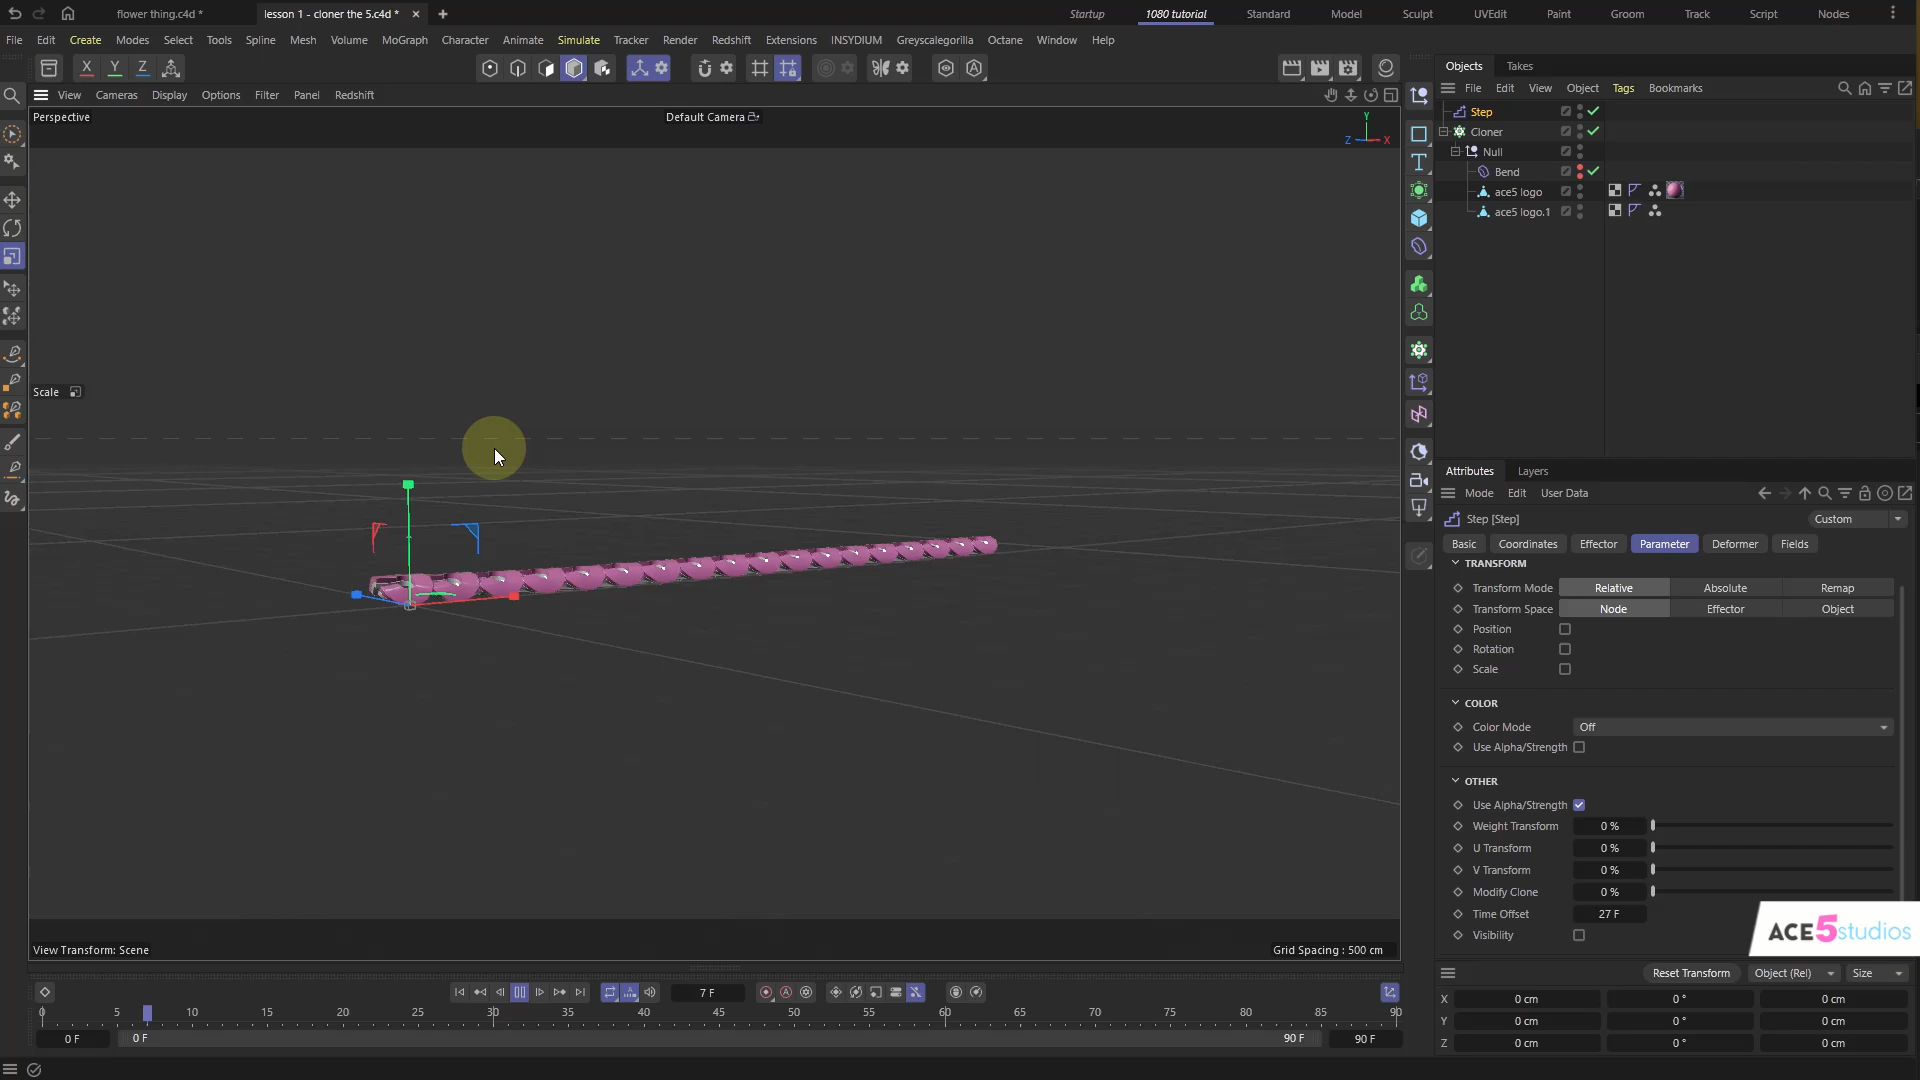 flower thing.c4d *
lesson 1 - cloner the 5.c4d *
Startup
1080 tutorial
Standard
Model
Sculpt
UVEdit
Paint
Groom
Track
Script
Nodes
File Edit Create Modes Select Tools Spline Mesh Volume MoGraph Character Animate Simulate Tracker Render Redshift Extensions INSYDIUM Greyscalegorilla Octane Window Help
X Y Z
Objects Takes
View Cameras Display Options Filter Panel Redshift
File Edit View Object Tags Bookmarks
Perspective
Default Camera
Y
Z X
Step
Cloner
Null
Bend
ace5 logo
ace5 logo.1
Scale
Attributes Layers
Mode Edit User Data
Step [Step]
Custom
Basic Coordinates Effector Parameter Deformer Fields
TRANSFORM
Transform Mode Relative Absolute Remap
Transform Space Node Effector Object
Position
Rotation
Scale
COLOR
Color Mode Off
Use Alpha/Strength
OTHER
Use Alpha/Strength
Weight Transform 0 %
U Transform 0 %
V Transform 0 %
Modify Clone 0 %
Time Offset 27 F
Visibility
ACE5studios
View Transform: Scene
Grid Spacing : 500 cm
7 F
Reset Transform Object (Rel) Size
0 5 10 15 20 25 30 35 40 45 50 55 60 65 70 75 80 85 90
0 F 0 F 90 F 90 F
X 0 cm 0 ° 0 cm
Y 0 cm 0 ° 0 cm
Z 0 cm 0 ° 0 cm